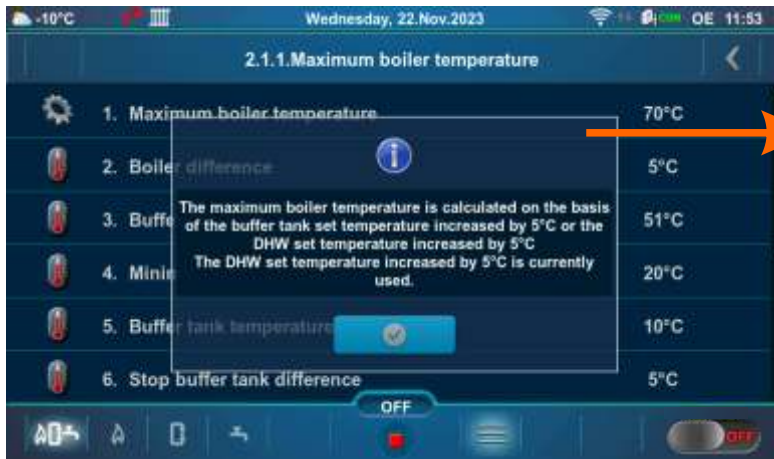 -10°C Wednesday, 22.Nov.2023 OE 11:53
2.1.1.Maximum boiler temperature
1. Maximum boiler temperature 70°C
2. Boiler difference 5°C
3. Buffe 51°C
4. Minim 20°C
5. Buffer tank temperature 10°C
6. Stop buffer tank difference 5°C
The maximum boiler temperature is calculated on the basis
of the buffer tank set temperature increased by 5°C or the
DHW set temperature increased by 5°C
The DHW set temperature increased by 5°C is currently
used.
OFF
OFF